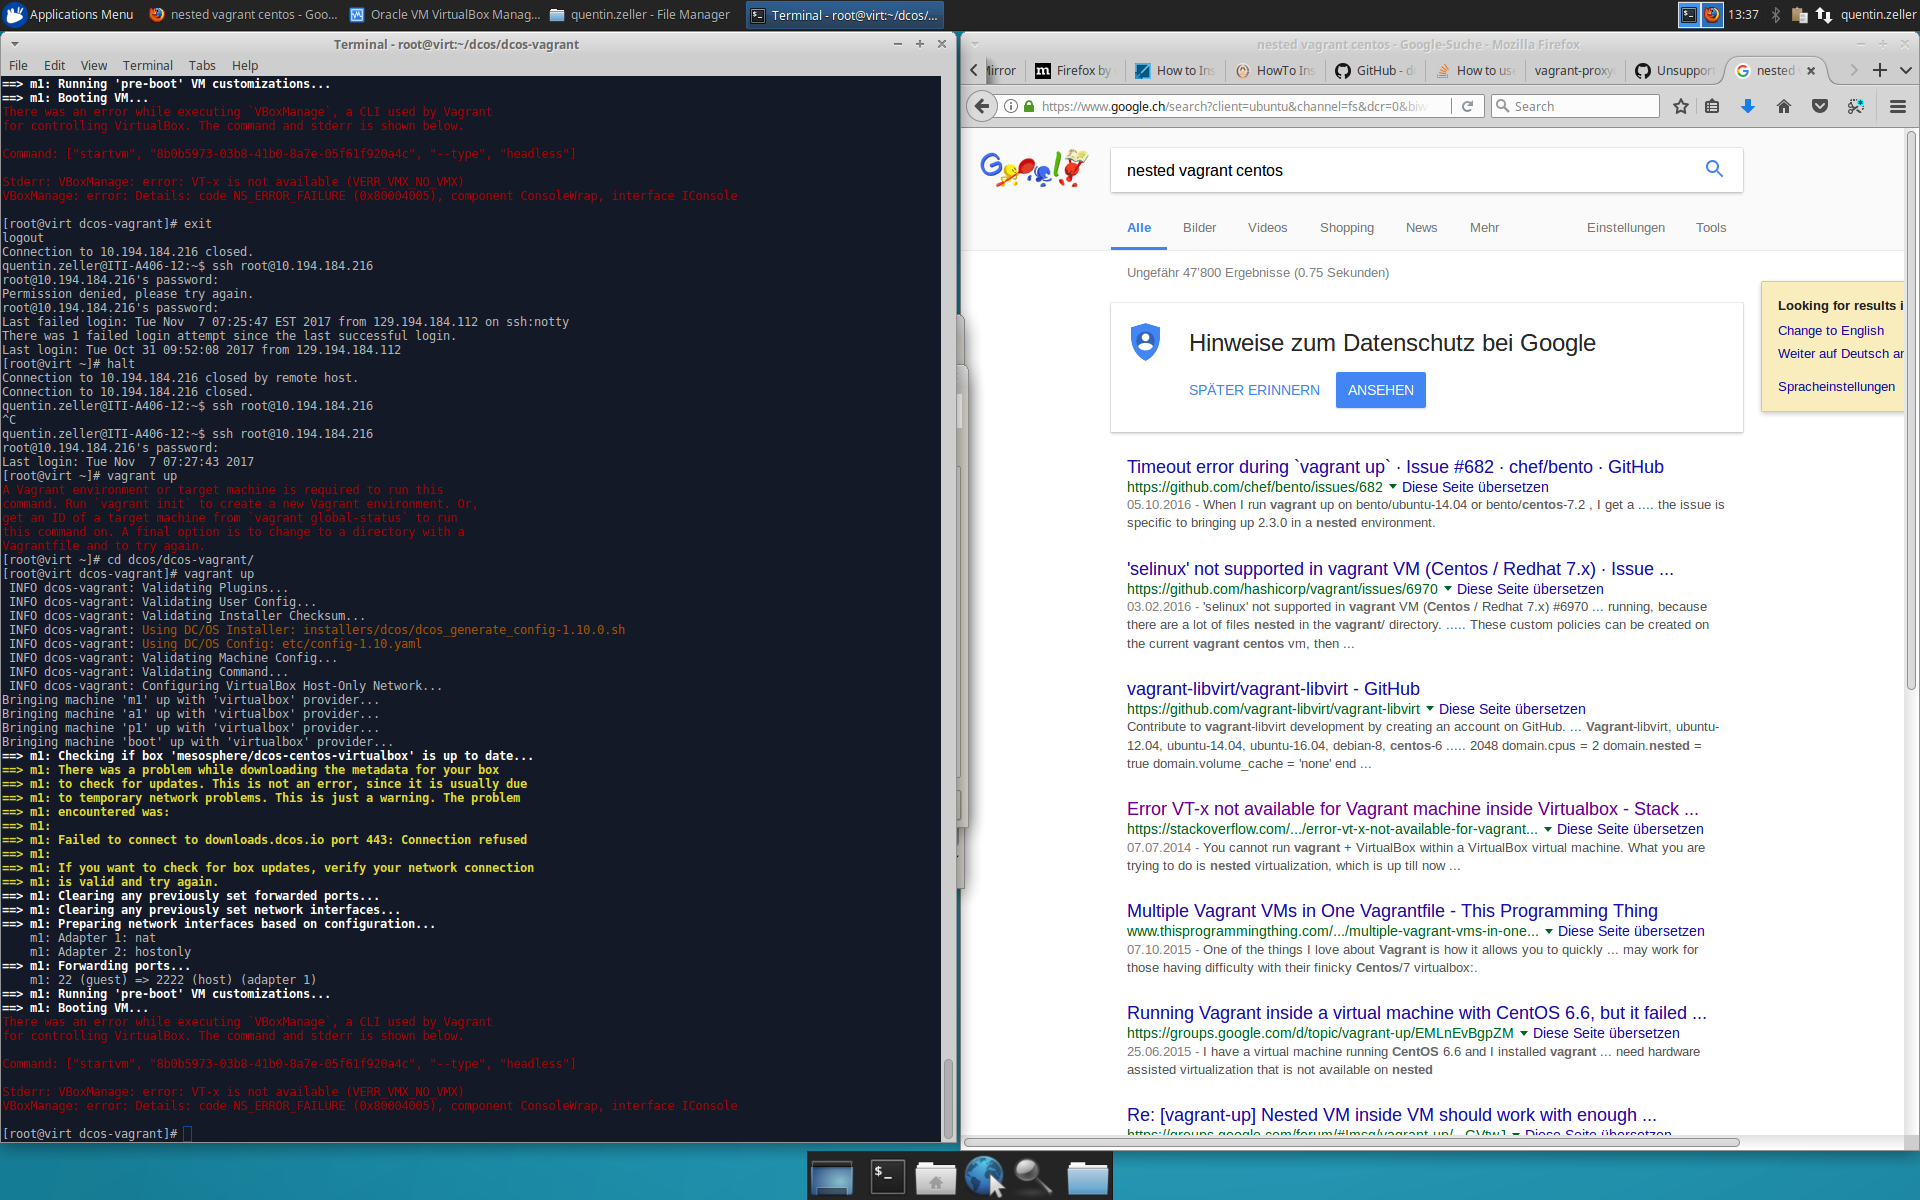 Applications Menu
nested vagrant centos - Goo...
Oracle VM VirtualBox Manag...
quentin.zeller - File Manager
Terminal - root@virt:~/dcos/...
13:37
quentin.zeller
Terminal - root@virt:~/dcos/dcos-vagrant
File Edit View Terminal Tabs Help
==> m1: Running 'pre-boot' VM customizations...
==> m1: Booting VM...
There was an error while executing `VBoxManage`, a CLI used by Vagrant
for controlling VirtualBox. The command and stderr is shown below.
Command: ["startvm", "8b0b5973-03b8-41b0-8a7e-05f61f920a4c", "--type", "headless"]
Stderr: VBoxManage: error: VT-x is not available (VERR_VMX_NO_VMX)
VBoxManage: error: Details: code NS_ERROR_FAILURE (0x80004005), component ConsoleWrap, interface IConsole
[root@virt dcos-vagrant]# exit
logout
Connection to 10.194.184.216 closed.
quentin.zeller@ITI-A406-12:~$ ssh root@10.194.184.216
root@10.194.184.216's password:
Permission denied, please try again.
root@10.194.184.216's password:
Last failed login: Tue Nov  7 07:25:47 EST 2017 from 129.194.184.112 on ssh:notty
There was 1 failed login attempt since the last successful login.
Last login: Tue Oct 31 09:52:08 2017 from 129.194.184.112
[root@virt ~]# halt
Connection to 10.194.184.216 closed by remote host.
Connection to 10.194.184.216 closed.
quentin.zeller@ITI-A406-12:~$ ssh root@10.194.184.216
^C
quentin.zeller@ITI-A406-12:~$ ssh root@10.194.184.216
root@10.194.184.216's password:
Last login: Tue Nov  7 07:27:43 2017
[root@virt ~]# vagrant up
A Vagrant environment or target machine is required to run this
command. Run `vagrant init` to create a new Vagrant environment. Or,
get an ID of a target machine from `vagrant global-status` to run
this command on. A final option is to change to a directory with a
Vagrantfile and to try again.
[root@virt ~]# cd dcos/dcos-vagrant/
[root@virt dcos-vagrant]# vagrant up
INFO dcos-vagrant: Validating Plugins...
INFO dcos-vagrant: Validating User Config...
INFO dcos-vagrant: Validating Installer Checksum...
INFO dcos-vagrant: Using DC/OS Installer: installers/dcos/dcos_generate_config-1.10.0.sh
INFO dcos-vagrant: Using DC/OS Config: etc/config-1.10.yaml
INFO dcos-vagrant: Validating Machine Config...
INFO dcos-vagrant: Validating Command...
INFO dcos-vagrant: Configuring VirtualBox Host-Only Network...
Bringing machine 'm1' up with 'virtualbox' provider...
Bringing machine 'a1' up with 'virtualbox' provider...
Bringing machine 'p1' up with 'virtualbox' provider...
Bringing machine 'boot' up with 'virtualbox' provider...
==> m1: Checking if box 'mesosphere/dcos-centos-virtualbox' is up to date...
==> m1: There was a problem while downloading the metadata for your box
==> m1: to check for updates. This is not an error, since it is usually due
==> m1: to temporary network problems. This is just a warning. The problem
==> m1: encountered was:
==> m1:
==> m1: Failed to connect to downloads.dcos.io port 443: Connection refused
==> m1:
==> m1: If you want to check for box updates, verify your network connection
==> m1: is valid and try again.
==> m1: Clearing any previously set forwarded ports...
==> m1: Clearing any previously set network interfaces...
==> m1: Preparing network interfaces based on configuration...
m1: Adapter 1: nat
m1: Adapter 2: hostonly
==> m1: Forwarding ports...
m1: 22 (guest) => 2222 (host) (adapter 1)
==> m1: Running 'pre-boot' VM customizations...
==> m1: Booting VM...
There was an error while executing `VBoxManage`, a CLI used by Vagrant
for controlling VirtualBox. The command and stderr is shown below.
Command: ["startvm", "8b0b5973-03b8-41b0-8a7e-05f61f920a4c", "--type", "headless"]
Stderr: VBoxManage: error: VT-x is not available (VERR_VMX_NO_VMX)
VBoxManage: error: Details: code NS_ERROR_FAILURE (0x80004005), component ConsoleWrap, interface IConsole
[root@virt dcos-vagrant]#
nested vagrant centos - Google-Suche - Mozilla Firefox
Mirror
Firefox by
How to Ins
HowTo Ins
GitHub - d
How to us
vagrant-proxy
Unsuppor
nested
https://www.google.ch/search?client=ubuntu&channel=fs&dcr=0&biw
Search
Google
nested vagrant centos
Alle Bilder Videos Shopping News Mehr Einstellungen Tools
Ungefähr 47'800 Ergebnisse (0.75 Sekunden)
Looking for results i
Change to English
Weiter auf Deutsch ar
Spracheinstellungen
Hinweise zum Datenschutz bei Google
SPÄTER ERINNERN ANSEHEN
Timeout error during `vagrant up` · Issue #682 · chef/bento · GitHub
https://github.com/chef/bento/issues/682 Diese Seite übersetzen
05.10.2016 - When I run vagrant up on bento/ubuntu-14.04 or bento/centos-7.2 , I get a .... the issue is
specific to bringing up 2.3.0 in a nested environment.
'selinux' not supported in vagrant VM (Centos / Redhat 7.x) · Issue ...
https://github.com/hashicorp/vagrant/issues/6970 Diese Seite übersetzen
03.02.2016 - 'selinux' not supported in vagrant VM (Centos / Redhat 7.x) #6970 ... running, because
there are a lot of files nested in the vagrant/ directory. ..... These custom policies can be created on
the current vagrant centos vm, then ...
vagrant-libvirt/vagrant-libvirt - GitHub
https://github.com/vagrant-libvirt/vagrant-libvirt Diese Seite übersetzen
Contribute to vagrant-libvirt development by creating an account on GitHub. ... Vagrant-libvirt, ubuntu-
12.04, ubuntu-14.04, ubuntu-16.04, debian-8, centos-6 ..... 2048 domain.cpus = 2 domain.nested =
true domain.volume_cache = 'none' end ...
Error VT-x not available for Vagrant machine inside Virtualbox - Stack ...
https://stackoverflow.com/.../error-vt-x-not-available-for-vagrant... Diese Seite übersetzen
07.07.2014 - You cannot run vagrant + VirtualBox within a VirtualBox virtual machine. What you are
trying to do is nested virtualization, which is up till now ...
Multiple Vagrant VMs in One Vagrantfile - This Programming Thing
www.thisprogrammingthing.com/.../multiple-vagrant-vms-in-one... Diese Seite übersetzen
07.10.2015 - One of the things I love about Vagrant is how it allows you to quickly ... may work for
those having difficulty with their finicky Centos/7 virtualbox:.
Running Vagrant inside a virtual machine with CentOS 6.6, but it failed ...
https://groups.google.com/d/topic/vagrant-up/EMLnEvBgpZM Diese Seite übersetzen
25.06.2015 - I have a virtual machine running CentOS 6.6 and I installed vagrant ... need hardware
assisted virtualization that is not available on nested
Re: [vagrant-up] Nested VM inside VM should work with enough ...